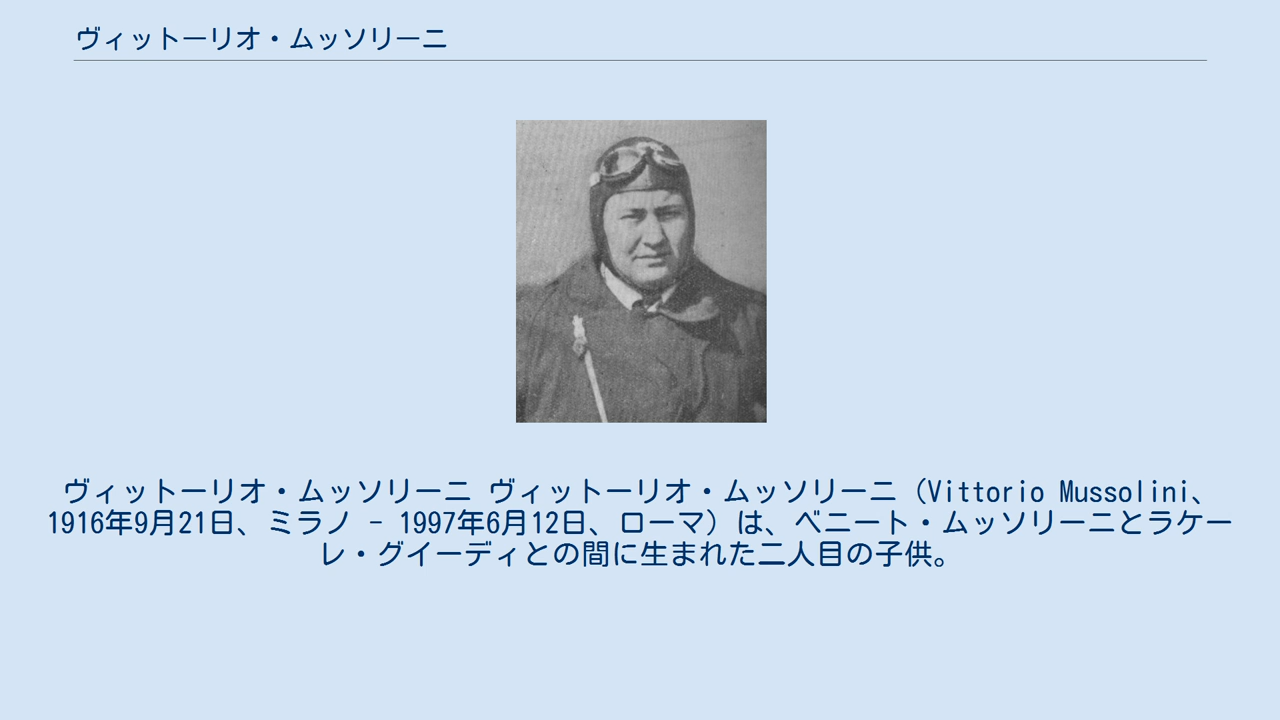 ヴィットーリオ・ムッソリーニ
ヴィットーリオ・ムッソリーニ ヴィットーリオ・ムッソリーニ（Vittorio Mussolini、
1916年9月21日、ミラノ - 1997年6月12日、ローマ）は、ベニート・ムッソリーニとラケー
レ・グイーディとの間に生まれた二人目の子供。